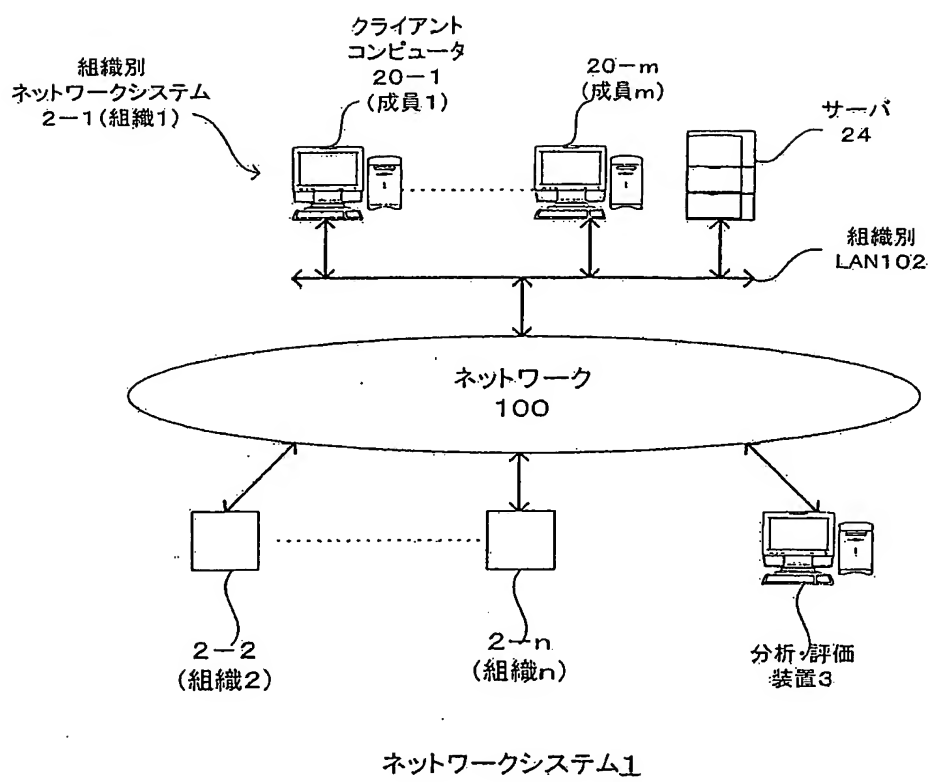 クライアント
コンピュータ
20-1
(成員1)
組織別
ネットワークシステム
2-1(組織1)
20-m
(成員m)
サーバ
24
組織別
LAN102
ネットワーク
100
2-2
(組織2)
2-n
(組織n)
分析・評価
装置3
ネットワークシステム1